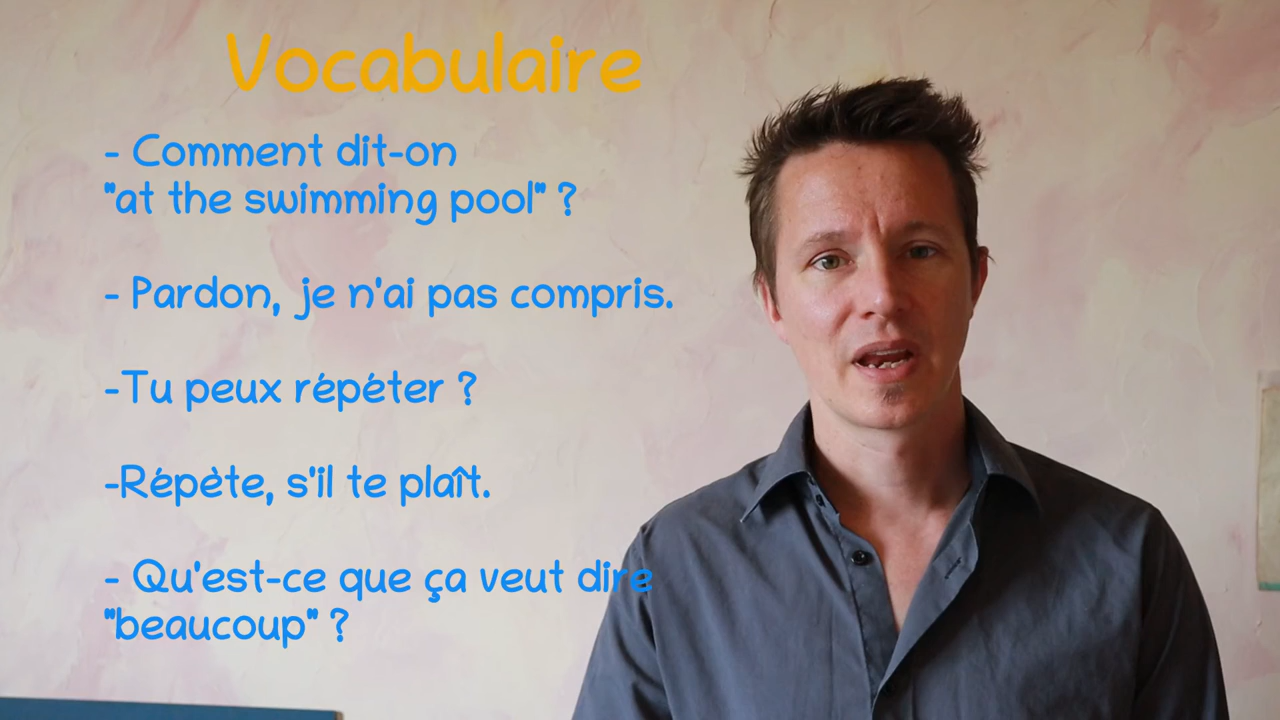 Vocabulaire
- Comment dit-on
"at the swimming pool" ?
- Pardon, je n'ai pas compris.
-Tu peux répéter ?
-Répète, s'il te plaît.
- Qu'est-ce que ça veut dire
"beaucoup" ?